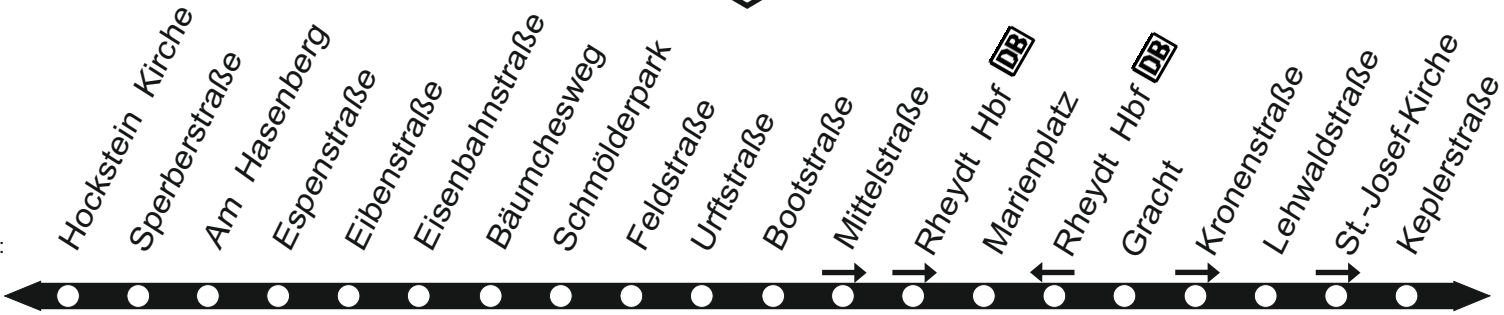 Hockstein Kirche
Sperberstraße
Am Hasenberg
Espenstraße
Eibenstraße
Eisenbahnstraße
Bäumchesweg
Schmölderpark
Feldstraße
Urftstraße
Bootstraße
Mittelstraße
Rheydt Hbf DB
Marienplatz
Rheydt Hbf DB
Gracht
Kronenstraße
Lehwaldstraße
St.-Josef-Kirche
Keplerstraße
: